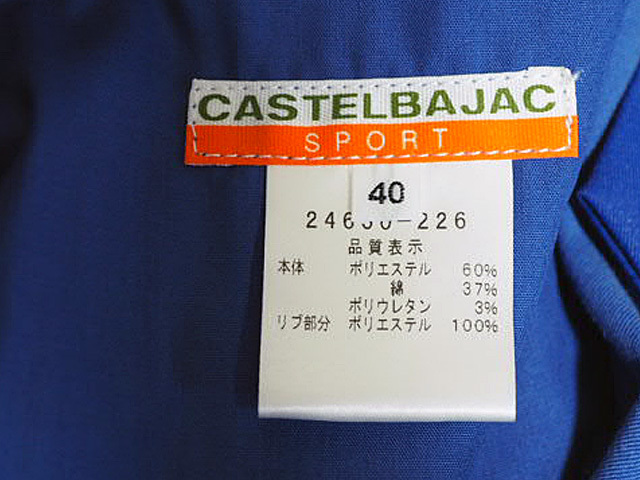 CASTELBAJAC
SPORT
40
品質表示
本体 ポリエステル 60%
綿 37%
ポリウレタン 3%
リブ部分 ポリエステル 100%